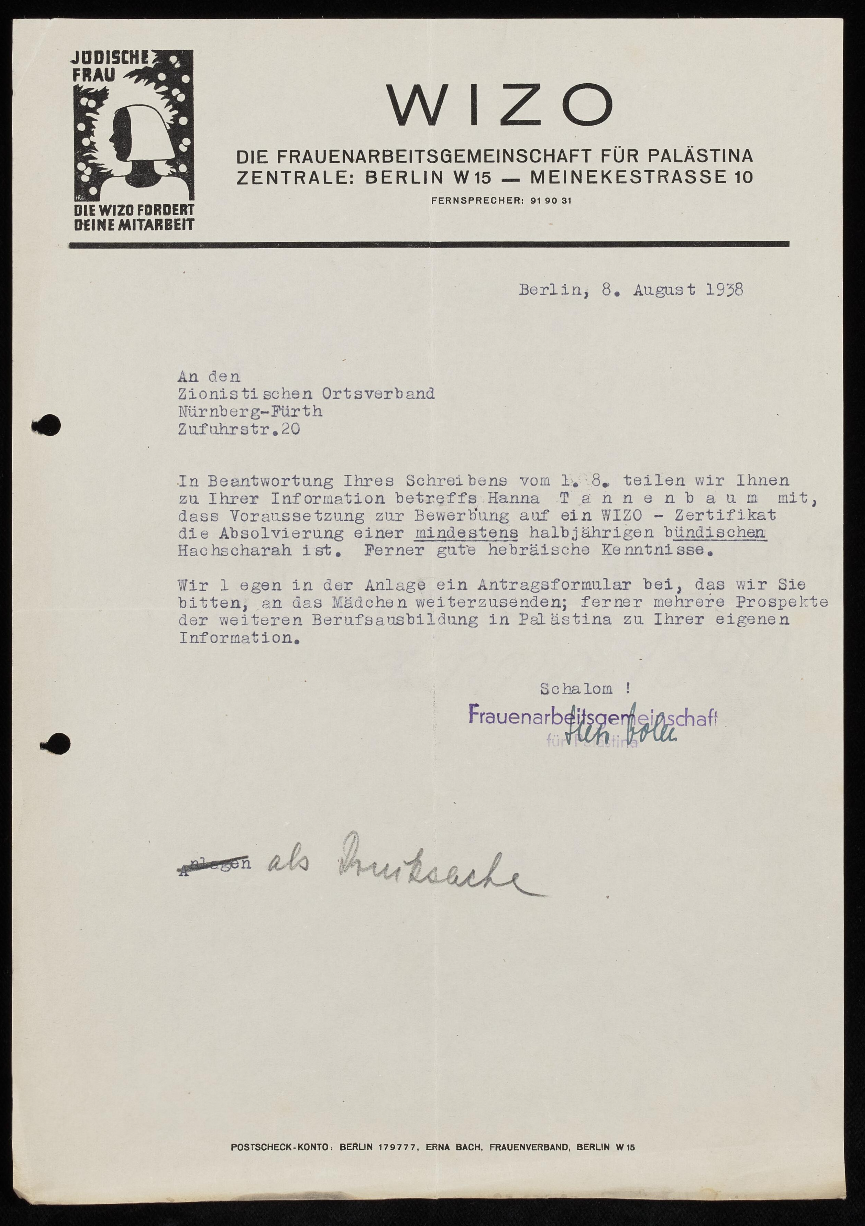 JÜDISCHE
FRAU
DIE WIZO FORDERT
DEINE MITARBEIT
WIZO
DIE FRAUENARBEITSGEMEINSCHAFT FÜR PALÄSTINA
ZENTRALE: BERLIN W 15 — MEINEKESTRASSE 10
FERNSPRECHER: 91 90 31
Berlin, 8. August 1938
An den
Zionistischen Ortsverband
Nürnberg-Fürth
Zufuhrstr.20
In Beantwortung Ihres Schreibens vom 1. 8. teilen wir Ihnen
zu Ihrer Information betreffs Hanna T a n n e n b a u m mit,
dass Voraussetzung zur Bewerbung auf ein WIZO - Zertifikat
die Absolvierung einer mindestens halbjährigen bündischen
Hachscharah ist. Ferner gute hebräische Kenntnisse.
Wir l egen in der Anlage ein Antragsformular bei, das wir Sie
bitten, an das Mädchen weiterzusenden; ferner mehrere Prospekte
der weiteren Berufsausbildung in Palästina zu Ihrer eigenen
Information.
Schalom !
Frauenarbeitsgemeinschaft
für Palästina
Anlagen als Drucksache
POSTSCHECK-KONTO: BERLIN 179777, ERNA BACH, FRAUENVERBAND, BERLIN W 15